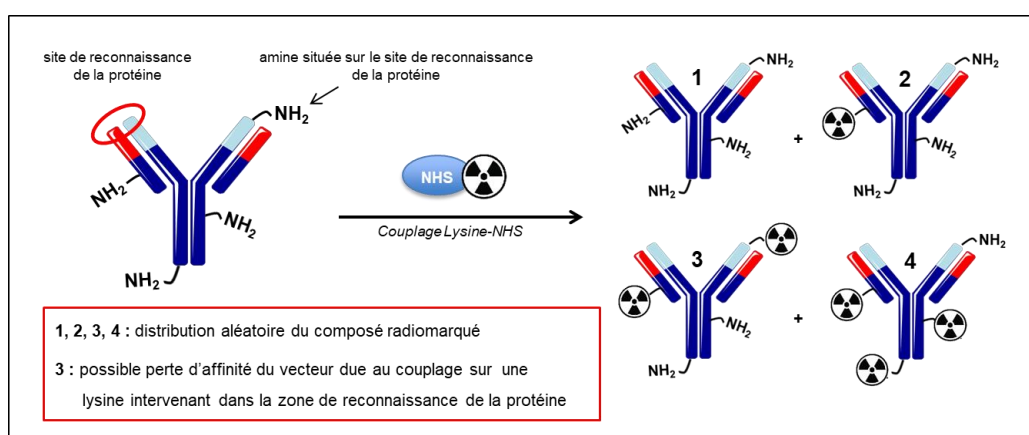 site de reconnaissance
de la protéine
amine située sur le site de reconnaissance
de la protéine
NH2
NH2
NH2
NH2
NHS
Couplage Lysine-NHS
1
NH2
NH2
NH2
NH2
+
2
NH2
NH2
NH2
3
NH2
NH2
+
4
NH2
1, 2, 3, 4 : distribution aléatoire du composé radiomarqué
3 : possible perte d’affinité du vecteur due au couplage sur une
lysine intervenant dans la zone de reconnaissance de la protéine